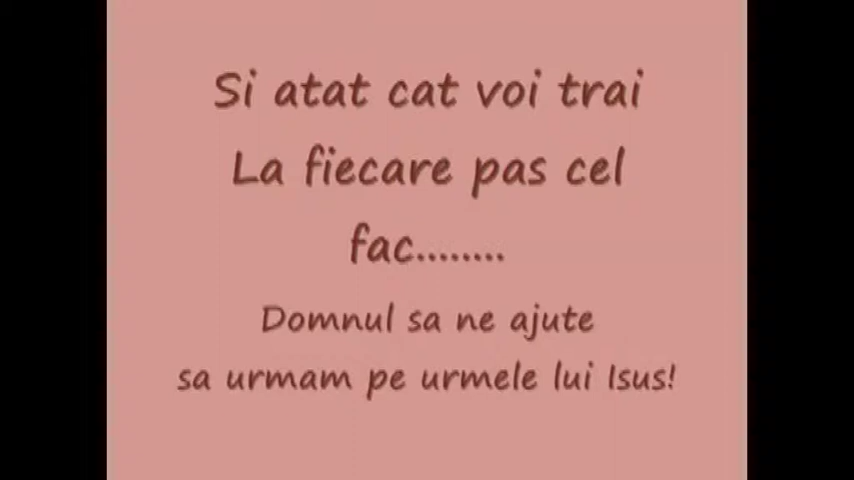 Si atat cat voi trai
La fiecare pas cel
fac........
Domnul sa ne ajute
sa urmam pe urmele lui Isus!